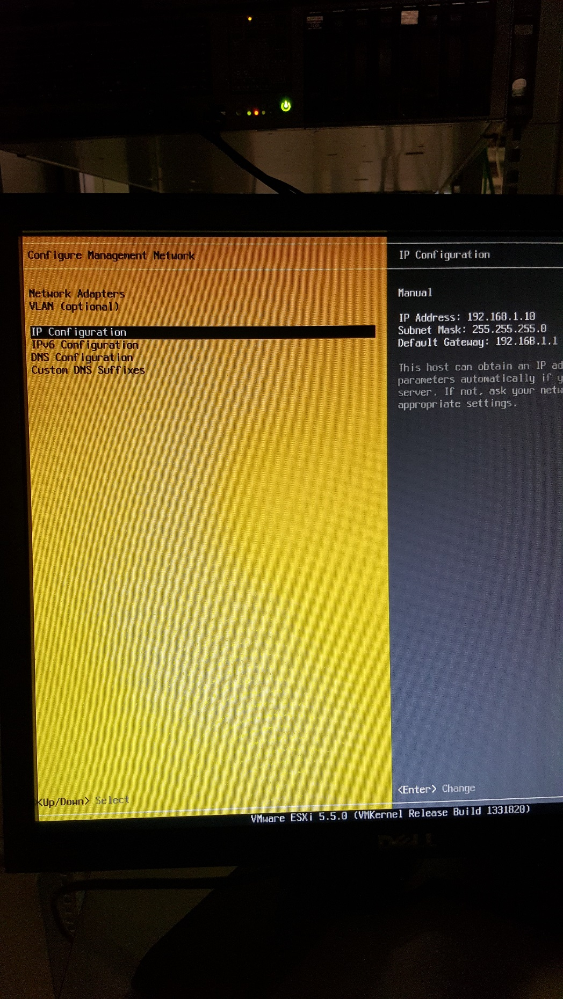 Configure Management Network
Network Adapters
VLAN (optional)
IP Configuration
IPv6 Configuration
DNS Configuration
Custom DNS Suffixes
<Up/Down> Select
IP Configuration
Manual
IP Address: 192.168.1.10
Subnet Mask: 255.255.255.0
Default Gateway: 192.168.1.1
This host can obtain an IP ad
parameters automatically if y
server. If not, ask your netw
appropriate settings.
<Enter> Change
VMware ESXi 5.5.0 (VMKernel Release Build 1331820)
DELL